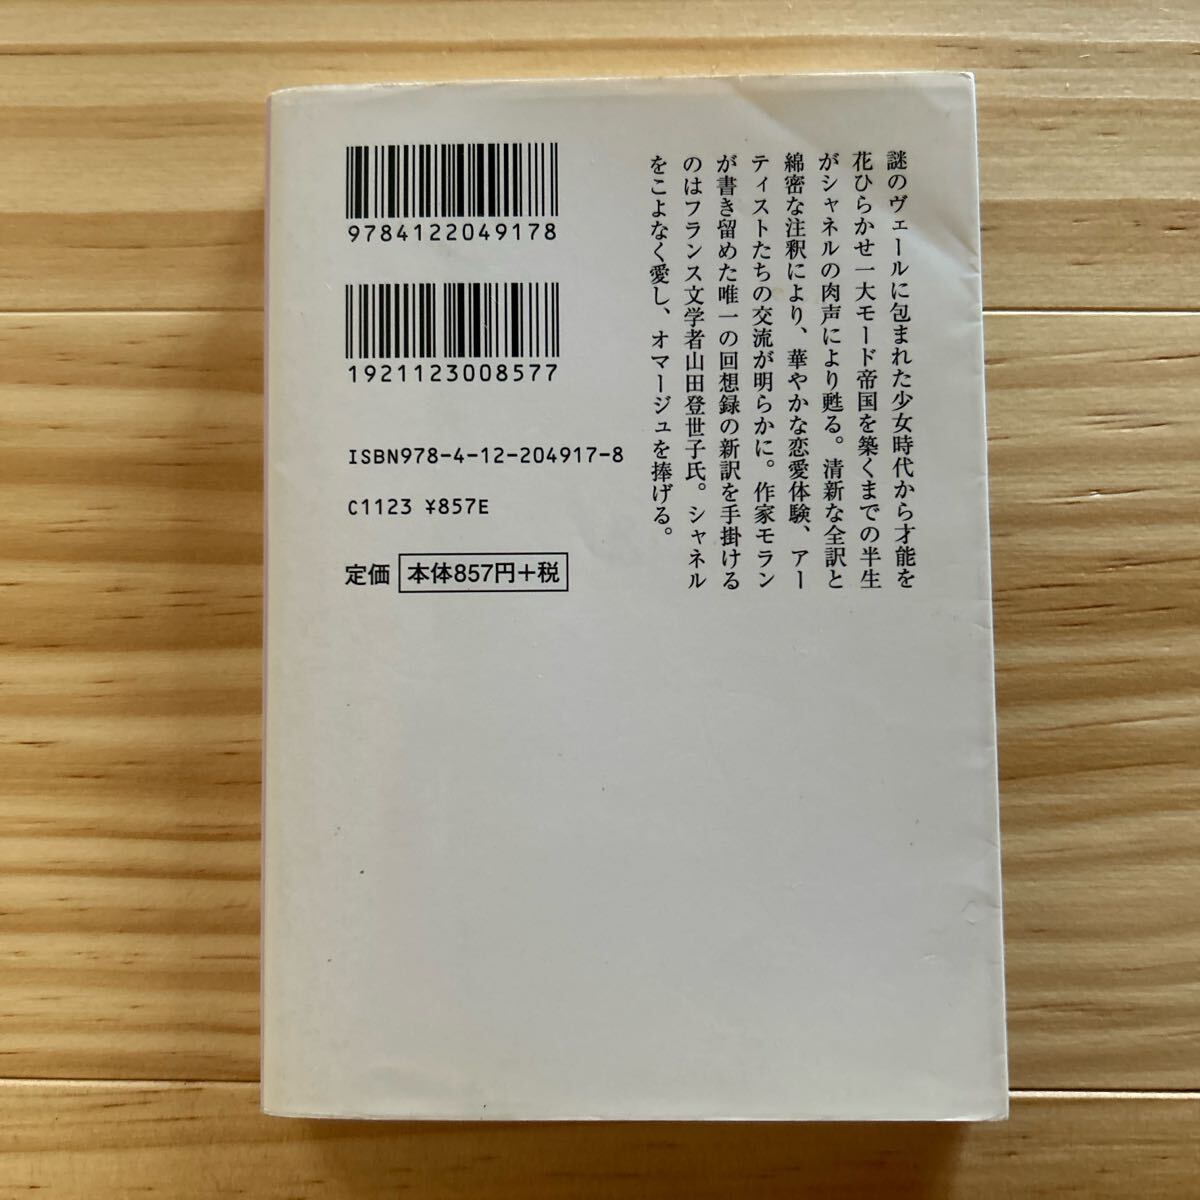 謎のヴェールに包まれた少女時代から才能を
花ひらかせ一大モード帝国を築くまでの半生
がシャネルの肉声により甦る。清新な全訳と
綿密な注釈により、華やかな恋愛体験、アー
ティストたちの交流が明らかに。作家モラン
が書き留めた唯一の回想録の新訳を手掛ける
のはフランス文学者山田登世子氏。シャネル
をこよなく愛し、オマージュを捧げる。
9784122049178
1921123008577
ISBN978-4-12-204917-8
C1123 ¥857E
定価 本体857円+税